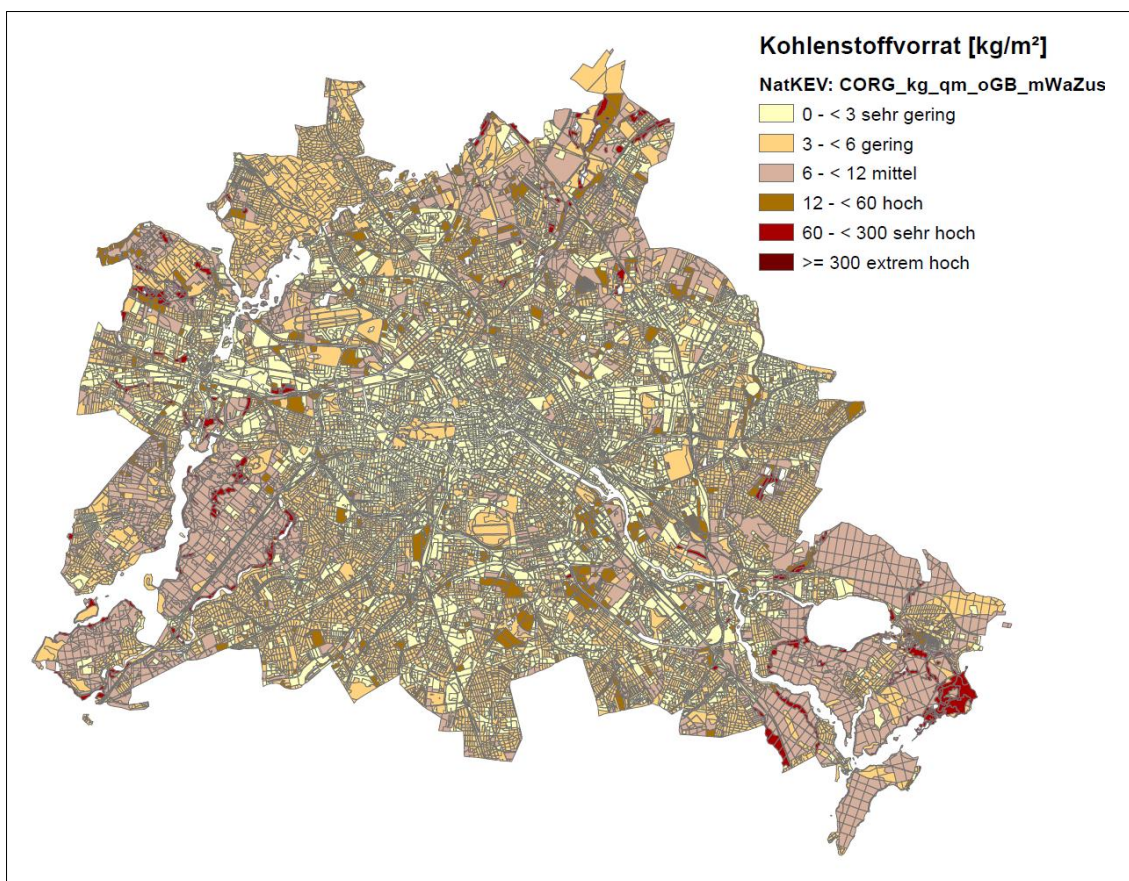 Kohlenstoffvorrat [kg/m²]
NatKEV: CORG_kg_qm_oGB_mWaZus
0 - < 3 sehr gering
3 - < 6 gering
6 - < 12 mittel
12 - < 60 hoch
60 - < 300 sehr hoch
>= 300 extrem hoch